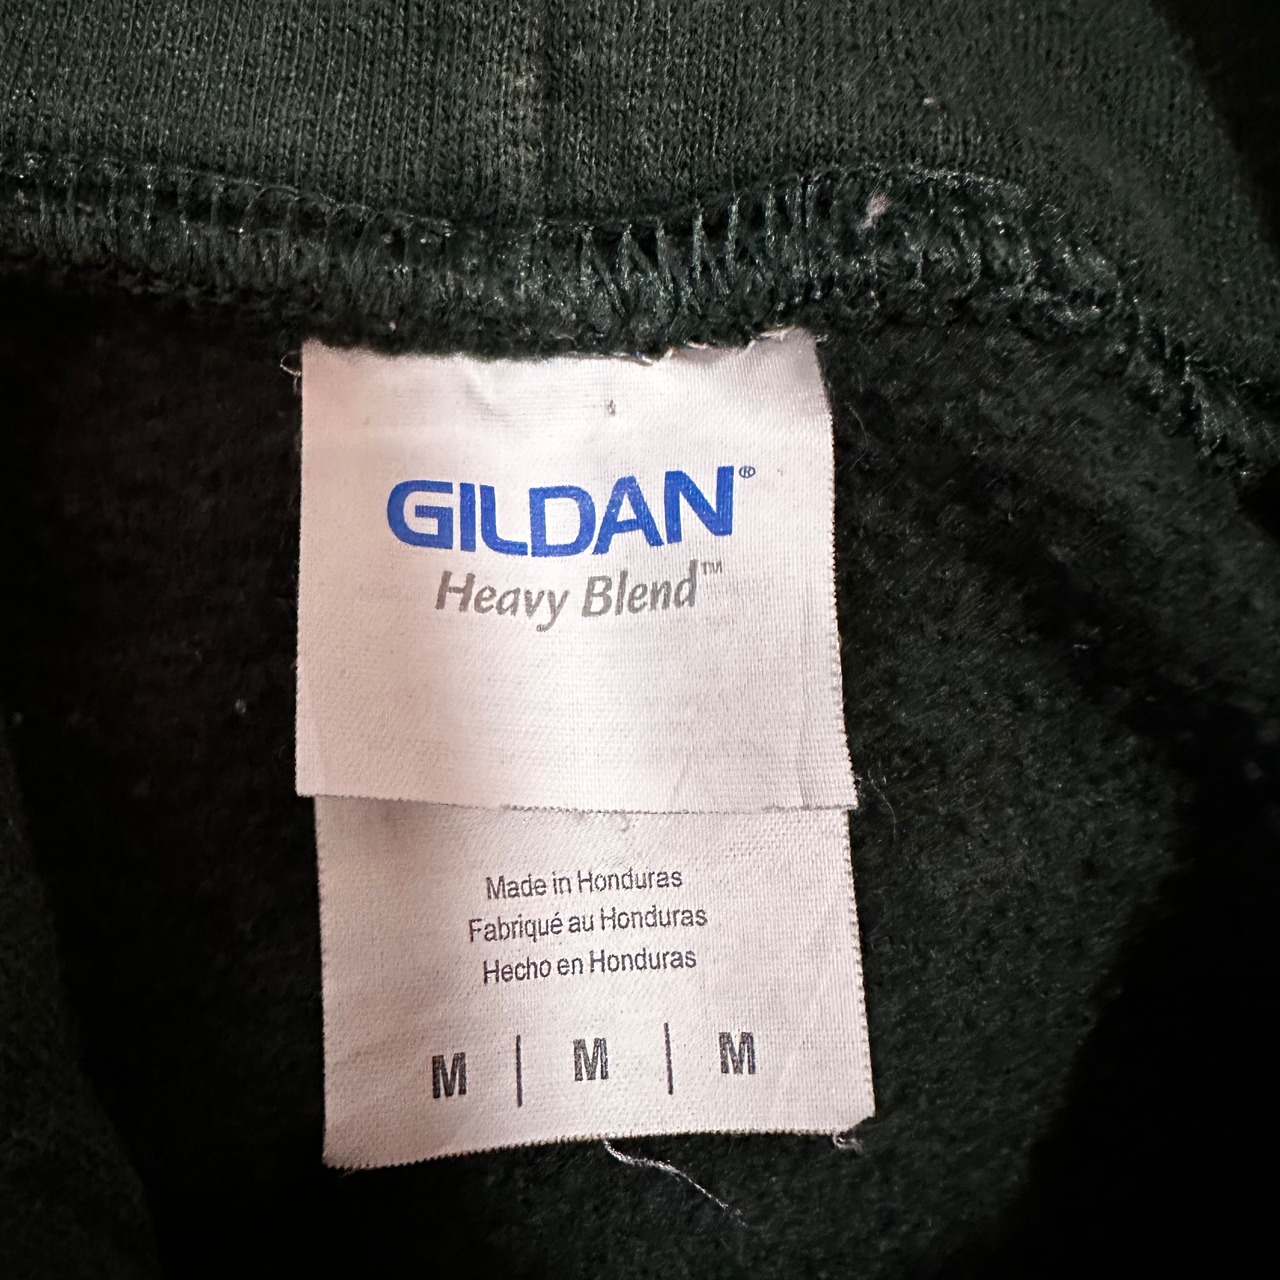 GILDAN®
Heavy Blend™
Made in Honduras
Fabriqué au Honduras
Hecho en Honduras
M | M | M